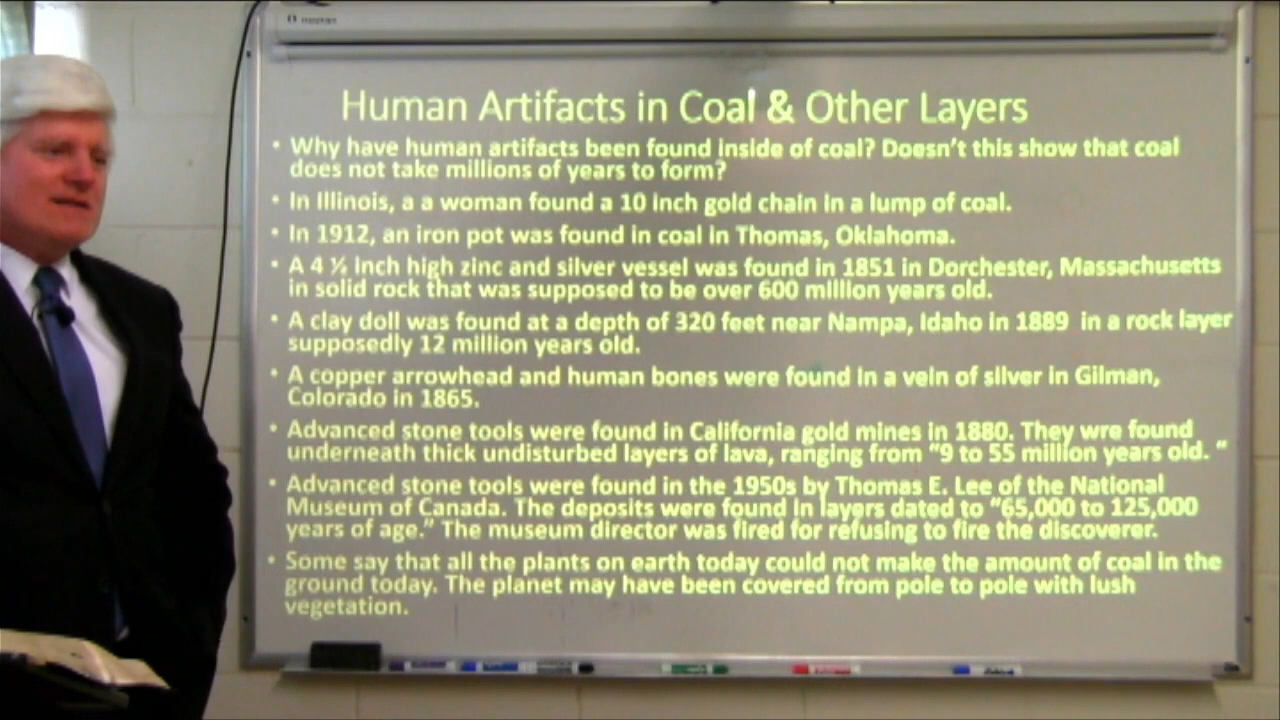 Human Artifacts in Coal & Other Layers
• Why have human artifacts been found inside of coal? Doesn't this show that coal
does not take millions of years to form?
• In Illinois, a a woman found a 10 inch gold chain in a lump of coal.
• In 1912, an iron pot was found in coal in Thomas, Oklahoma.
• A 4 ½ inch high zinc and silver vessel was found in 1851 in Dorchester, Massachusetts
in solid rock that was supposed to be over 600 million years old.
• A clay doll was found at a depth of 320 feet near Nampa, Idaho in 1889 in a rock layer
supposedly 12 million years old.
• A copper arrowhead and human bones were found in a vein of silver in Gilman,
Colorado in 1865.
• Advanced stone tools were found in California gold mines in 1880. They wre found
underneath thick undisturbed layers of lava, ranging from "9 to 55 million years old. "
• Advanced stone tools were found in the 1950s by Thomas E. Lee of the National
Museum of Canada. The deposits were found in layers dated to "65,000 to 125,000
years of age." The museum director was fired for refusing to fire the discoverer.
• Some say that all the plants on earth today could not make the amount of coal in the
ground today. The planet may have been covered from pole to pole with lush
vegetation.